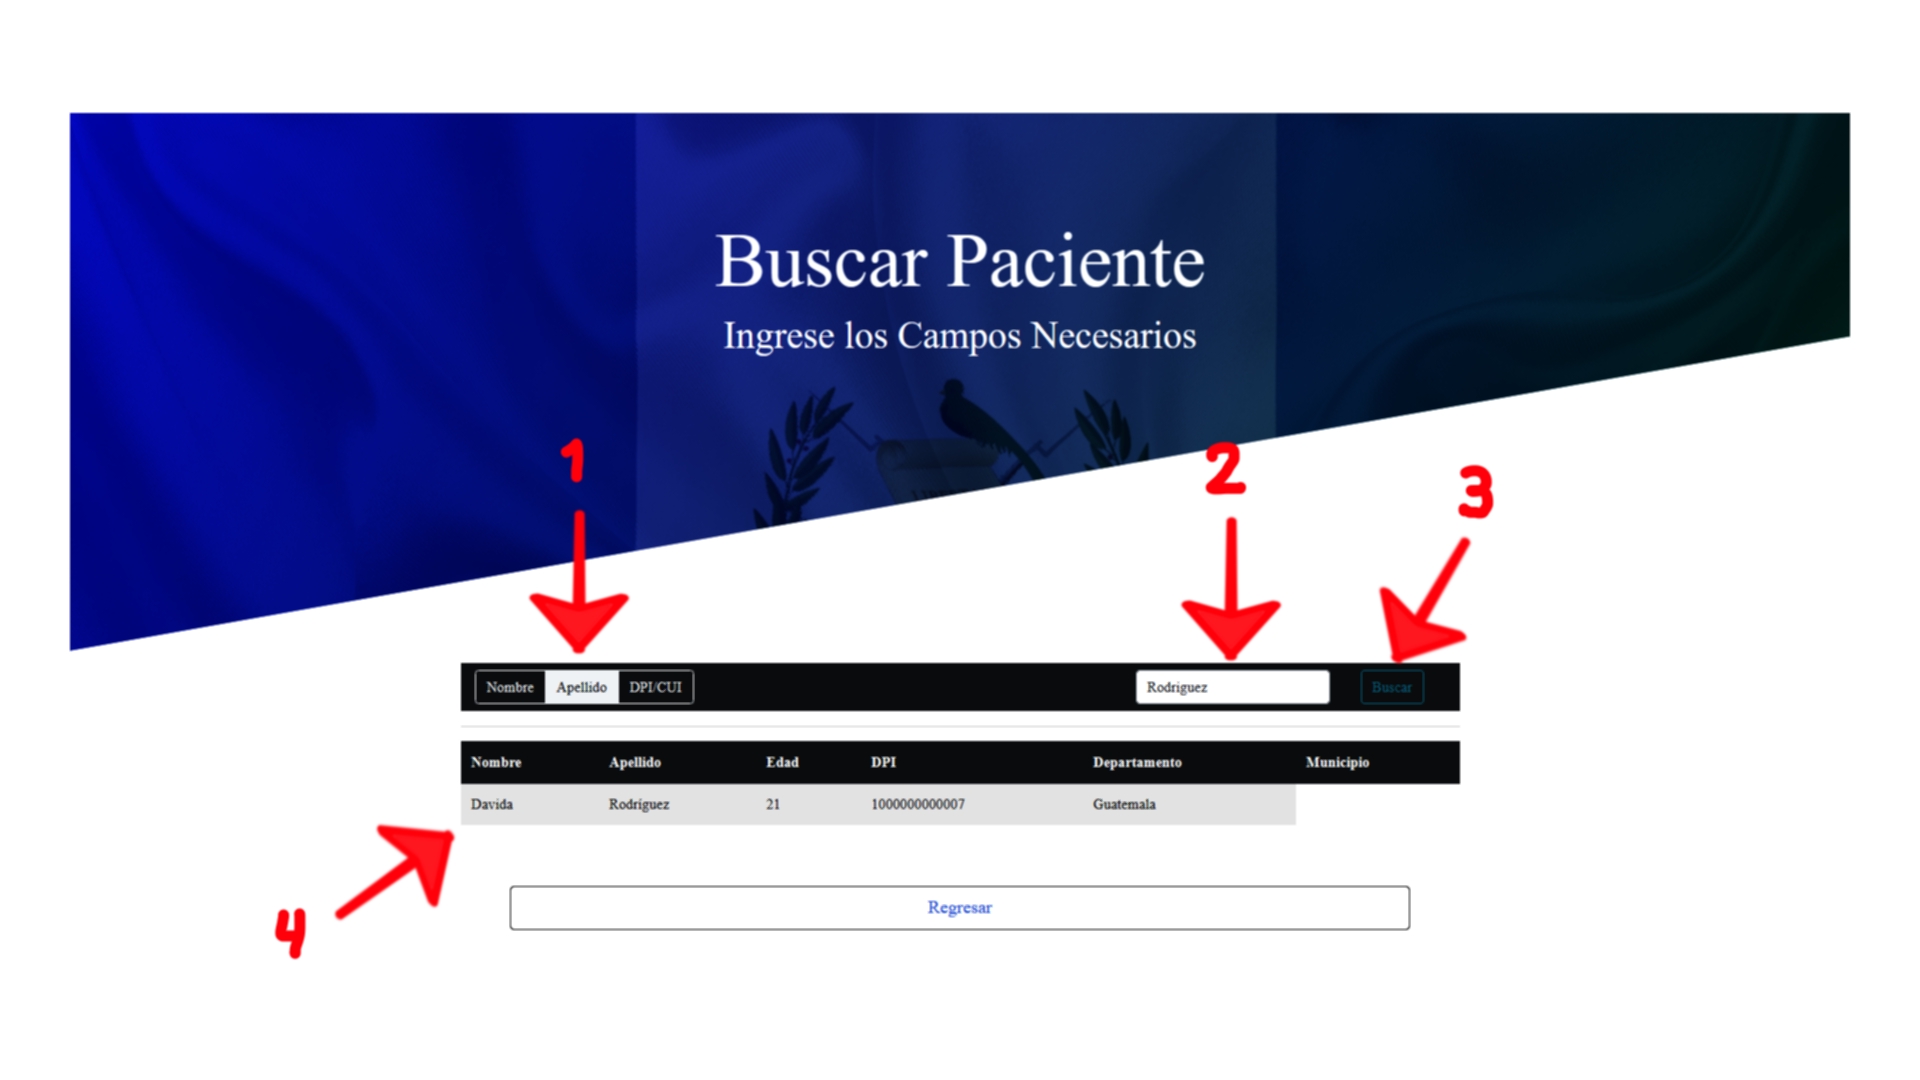 Buscar Paciente
Ingrese los Campos Necesarios
1
2
3
Nombre Apellido DPI/CUI Rodriguez Buscar
Nombre Apellido Edad DPI Departamento Municipio
Davida Rodriguez 21 1000000000007 Guatemala
4
Regresar